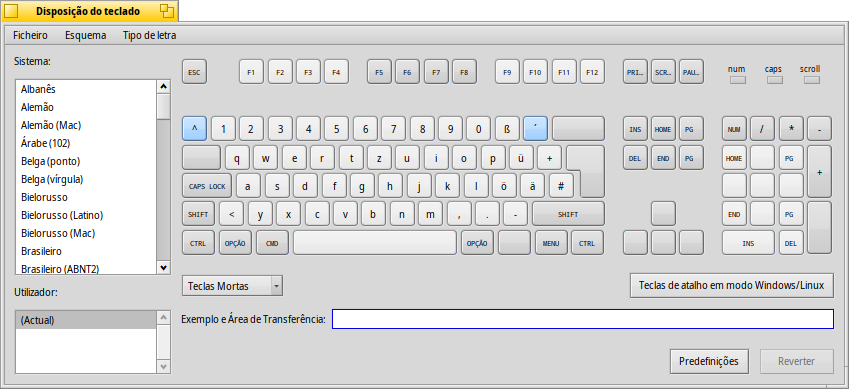 Disposição do teclado
Ficheiro Esquema Tipo de letra
Sistema:
Albanês
Alemão
Alemão (Mac)
Árabe (102)
Belga (ponto)
Belga (vírgula)
Bielorusso
Bielorusso (Latino)
Bielorusso (Mac)
Brasileiro
Brasileiro (ABNT2)
Utilizador:
(Actual)
ESC F1 F2 F3 F4 F5 F6 F7 F8 F9 F10 F11 F12 PRI... SCR... PAU... num caps scroll
^ 1 2 3 4 5 6 7 8 9 0 ß ´ INS HOME PG NUM / * -
q w e r t z u i o p ü + DEL END PG HOME PG +
CAPS LOCK a s d f g h j k l ö ä #
SHIFT < y x c v b n m , . - SHIFT END PG
CTRL OPÇÃO CMD OPÇÃO MENU CTRL INS DEL
Teclas Mortas
Teclas de atalho em modo Windows/Linux
Exemplo e Área de Transferência:
Predefinições Reverter